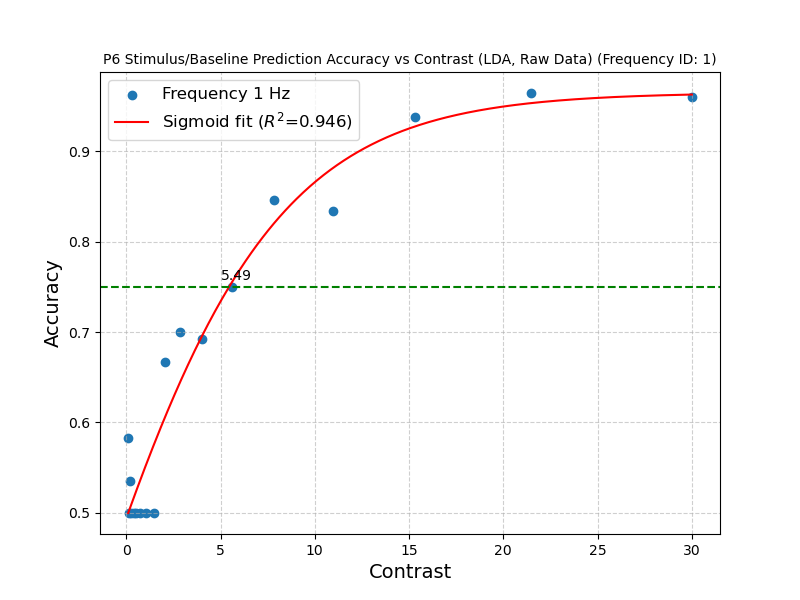 P6 Stimulus/Baseline Prediction Accuracy vs Contrast (LDA, Raw Data) (Frequency ID: 1)
Frequency 1 Hz
Sigmoid fit (R²=0.946)
0.9
0.8
5.49
0.7
0.6
0.5
Accuracy
0
5
10
15
20
25
30
Contrast